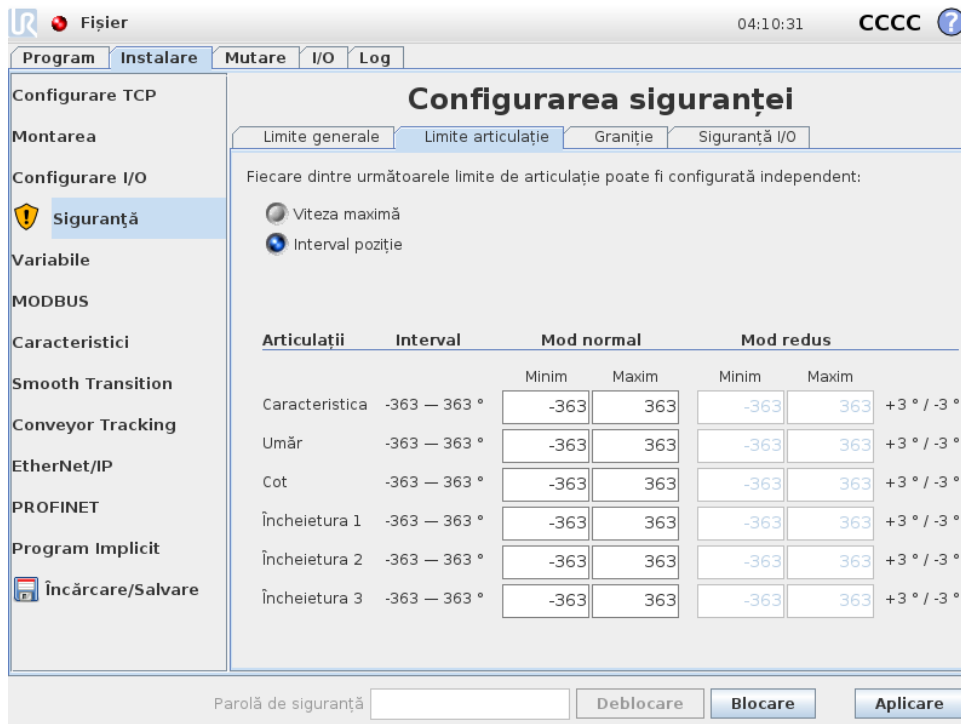 UR Fișier 04:10:31 CCCC ?
Program Instalare Mutare I/O Log
Configurare TCP
Montarea
Configurare I/O
Siguranță
Variabile
MODBUS
Caracteristici
Smooth Transition
Conveyor Tracking
EtherNet/IP
PROFINET
Program Implicit
Încărcare/Salvare
Configurarea siguranței
Limite generale Limite articulație Graniție Siguranță I/O
Fiecare dintre următoarele limite de articulație poate fi configurată independent:
Viteza maximă
Interval poziție
Articulații Interval Mod normal Mod redus
Minim Maxim Minim Maxim
Caracteristica -363 — 363 ° -363 363 -363 363 +3 ° / -3 °
Umăr -363 — 363 ° -363 363 -363 363 +3 ° / -3 °
Cot -363 — 363 ° -363 363 -363 363 +3 ° / -3 °
Încheietura 1 -363 — 363 ° -363 363 -363 363 +3 ° / -3 °
Încheietura 2 -363 — 363 ° -363 363 -363 363 +3 ° / -3 °
Încheietura 3 -363 — 363 ° -363 363 -363 363 +3 ° / -3 °
Parolă de siguranță Deblocare Blocare Aplicare